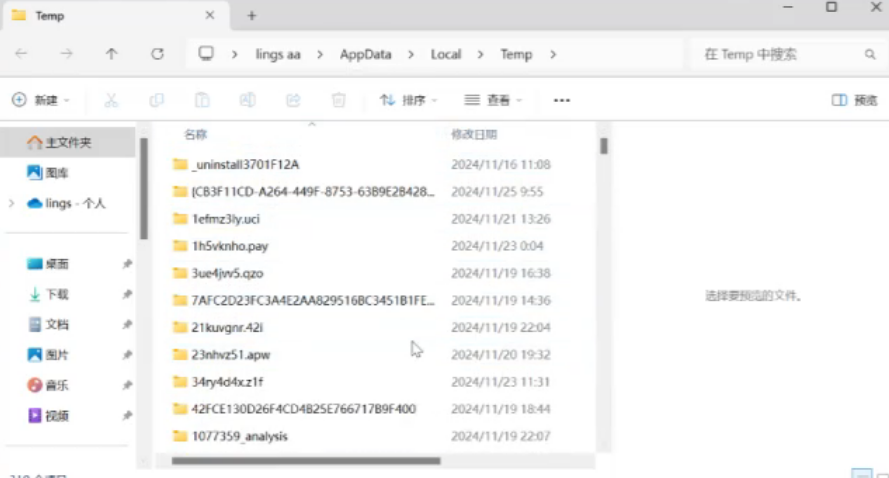 Temp
lings aa > AppData > Local > Temp >
在 Temp 中搜索
新建
排序
查看
预览
名称
修改日期
主文件夹
图库
lings - 个人
桌面
下载
文档
图片
音乐
视频
_uninstall3701F12A 2024/11/16 11:08
{CB3F11CD-A264-449F-8753-63B9E2B428... 2024/11/25 9:55
1efmz3ly.uci 2024/11/21 13:26
1h5vknho.pay 2024/11/23 0:04
3ue4jvv5.qzo 2024/11/19 16:38
7AFC2D23FC3A4E2AA829516BC3451B1FE... 2024/11/19 14:36
21kuvgnr.42i 2024/11/19 22:04
23nhvz51.apw 2024/11/20 19:32
34ry4d4x.z1f 2024/11/23 11:31
42FCE130D26F4CD4B25E766717B9F400 2024/11/19 18:44
1077359_analysis 2024/11/19 22:07
选择要预览的文件。